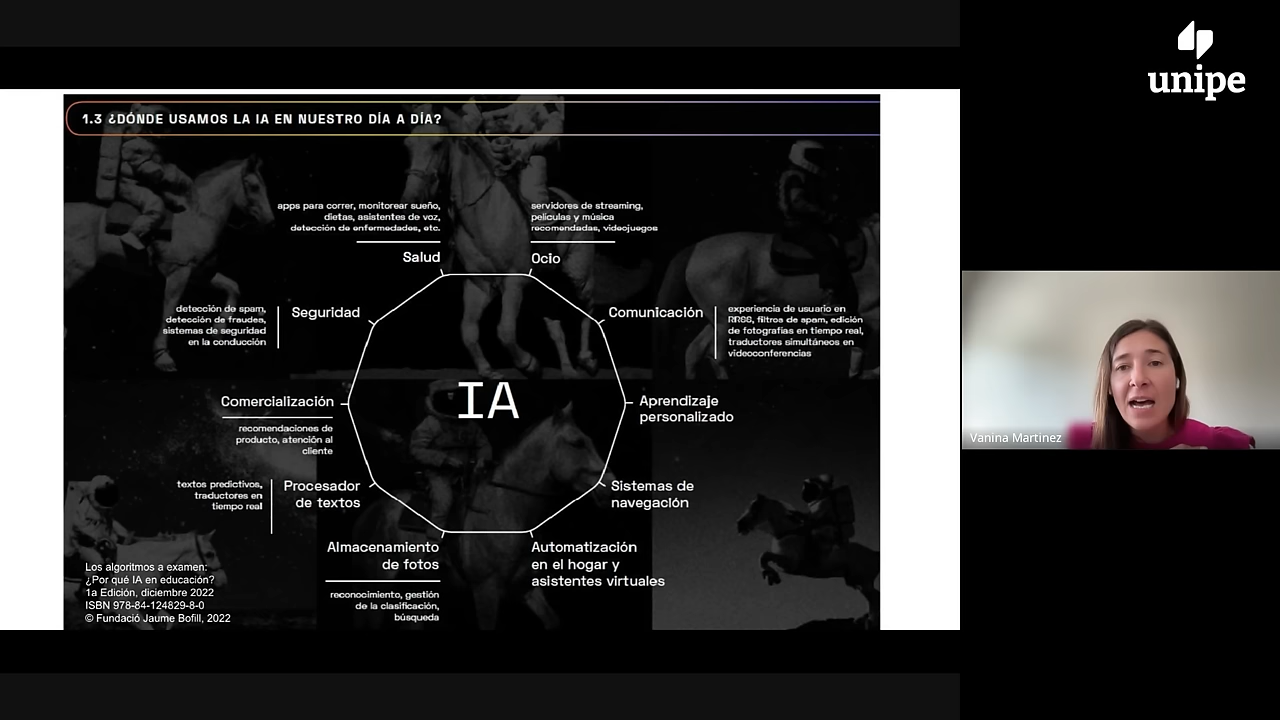 unipe
1.3 ¿DÓNDE USAMOS LA IA EN NUESTRO DÍA A DÍA?
apps para correr, monitorear sueño,
dietas, asistentes de voz,
detección de enfermedades, etc.
Salud
servidores de streaming,
películas y música
recomendadas, videojuegos
Ocio
detección de spam,
detección de fraudes,
sistemas de seguridad
en la conducción
Seguridad
Comunicación
experiencia de usuario en
RRSS, filtros de spam, edición
de fotografías en tiempo real,
traductores simultáneos en
videoconferencias
IA
Comercialización
recomendaciones de
producto, atención al
cliente
Aprendizaje
personalizado
textos predictivos,
traductores en
tiempo real
Procesador
de textos
Sistemas de
navegación
Almacenamiento
de fotos
reconocimiento, gestión
de la clasificación,
búsqueda
Automatización
en el hogar y
asistentes virtuales
Los algoritmos a examen:
¿Por qué IA en educación?
1a Edición, diciembre 2022
ISBN 978-84-124829-8-0
© Fundació Jaume Bofill, 2022
Vanina Martinez